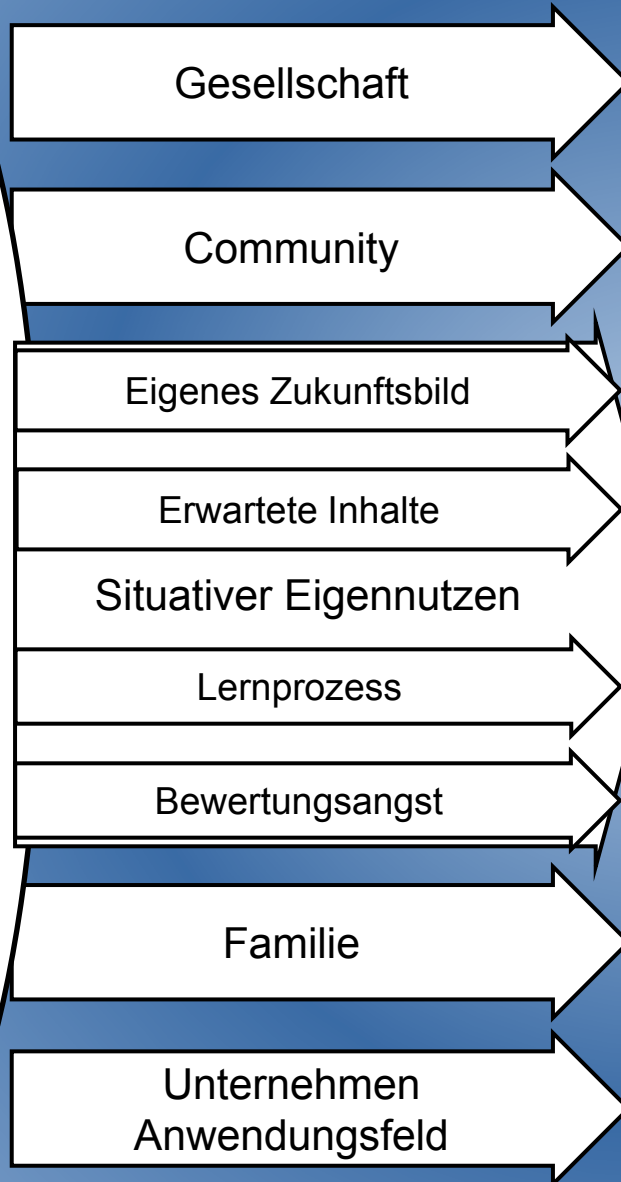 Gesellschaft
Community
Eigenes Zukunftsbild
Erwartete Inhalte
Situativer Eigennutzen
Lernprozess
Bewertungsangst
Familie
Unternehmen
Anwendungsfeld